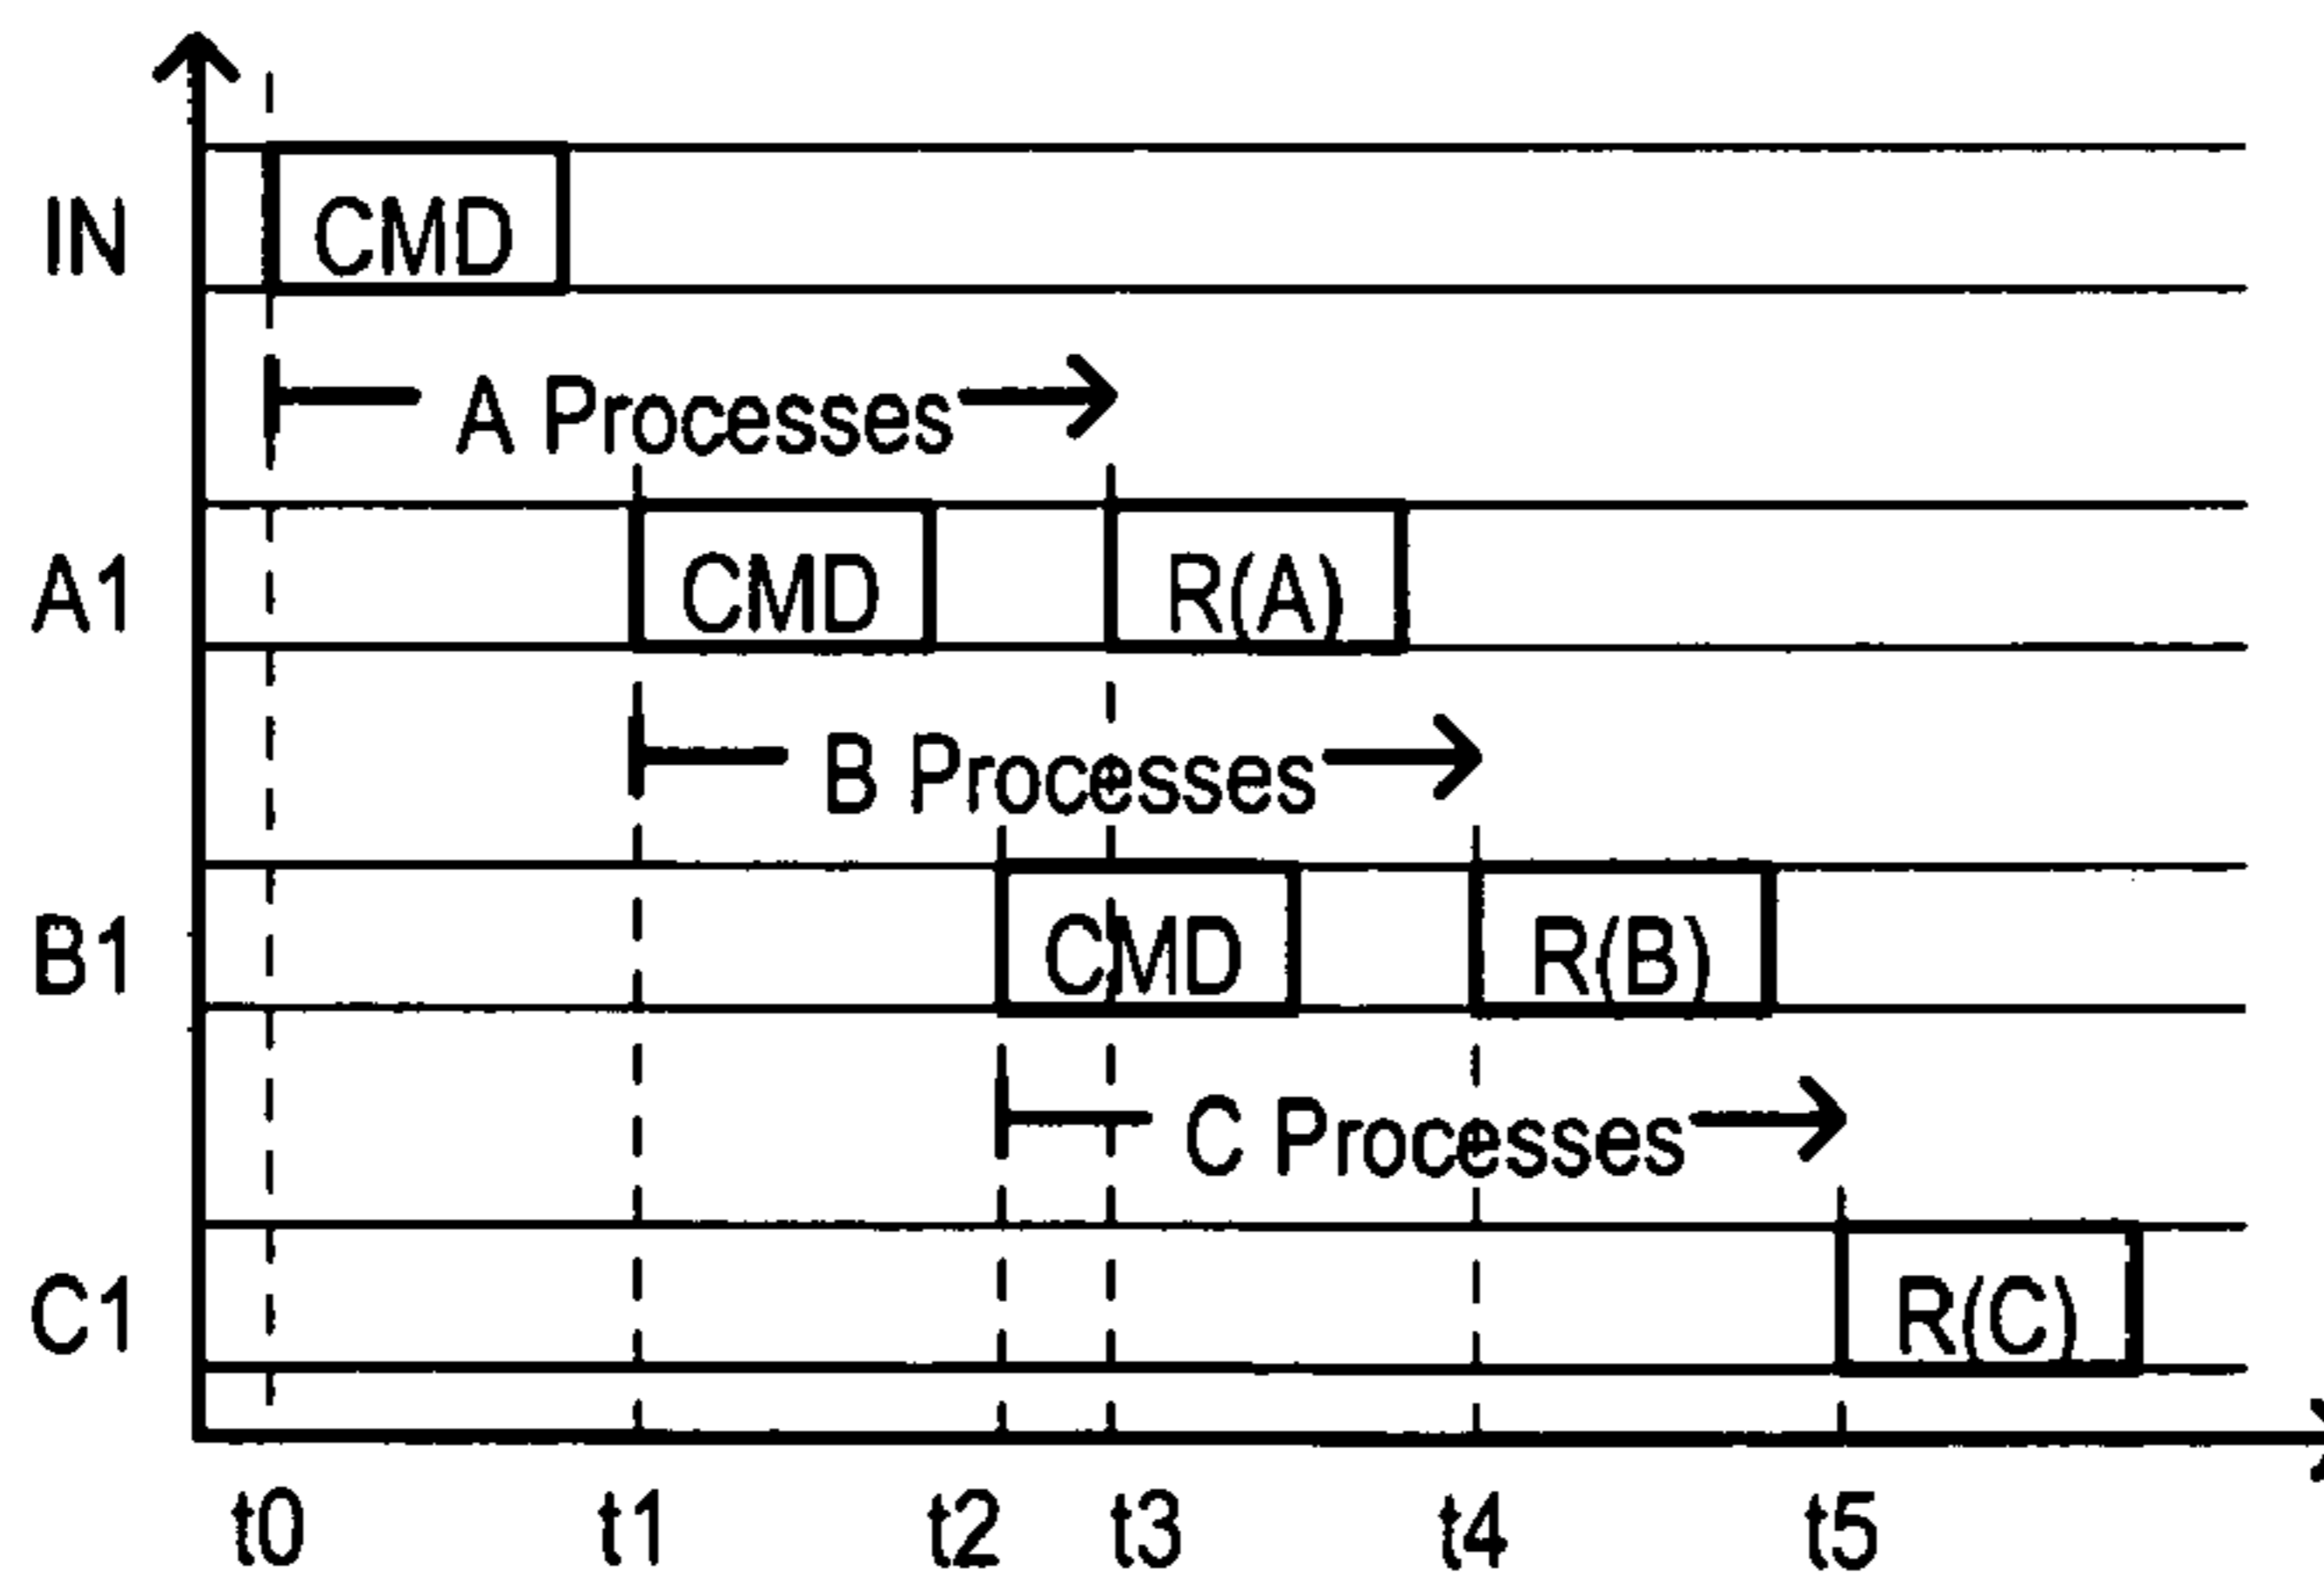 IN CMD
A Processes
A1 CMD R(A)
B Processes
B1 CMD R(B)
C Processes
C1 R(C)
t0 t1 t2 t3 t4 t5